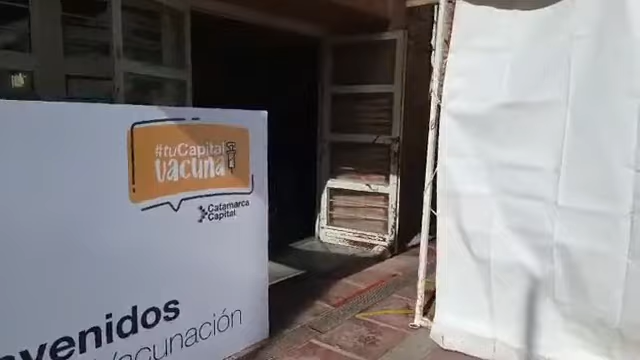 #tuCapital
vacuna
Catamarca
Capital
venidos
Vacunación